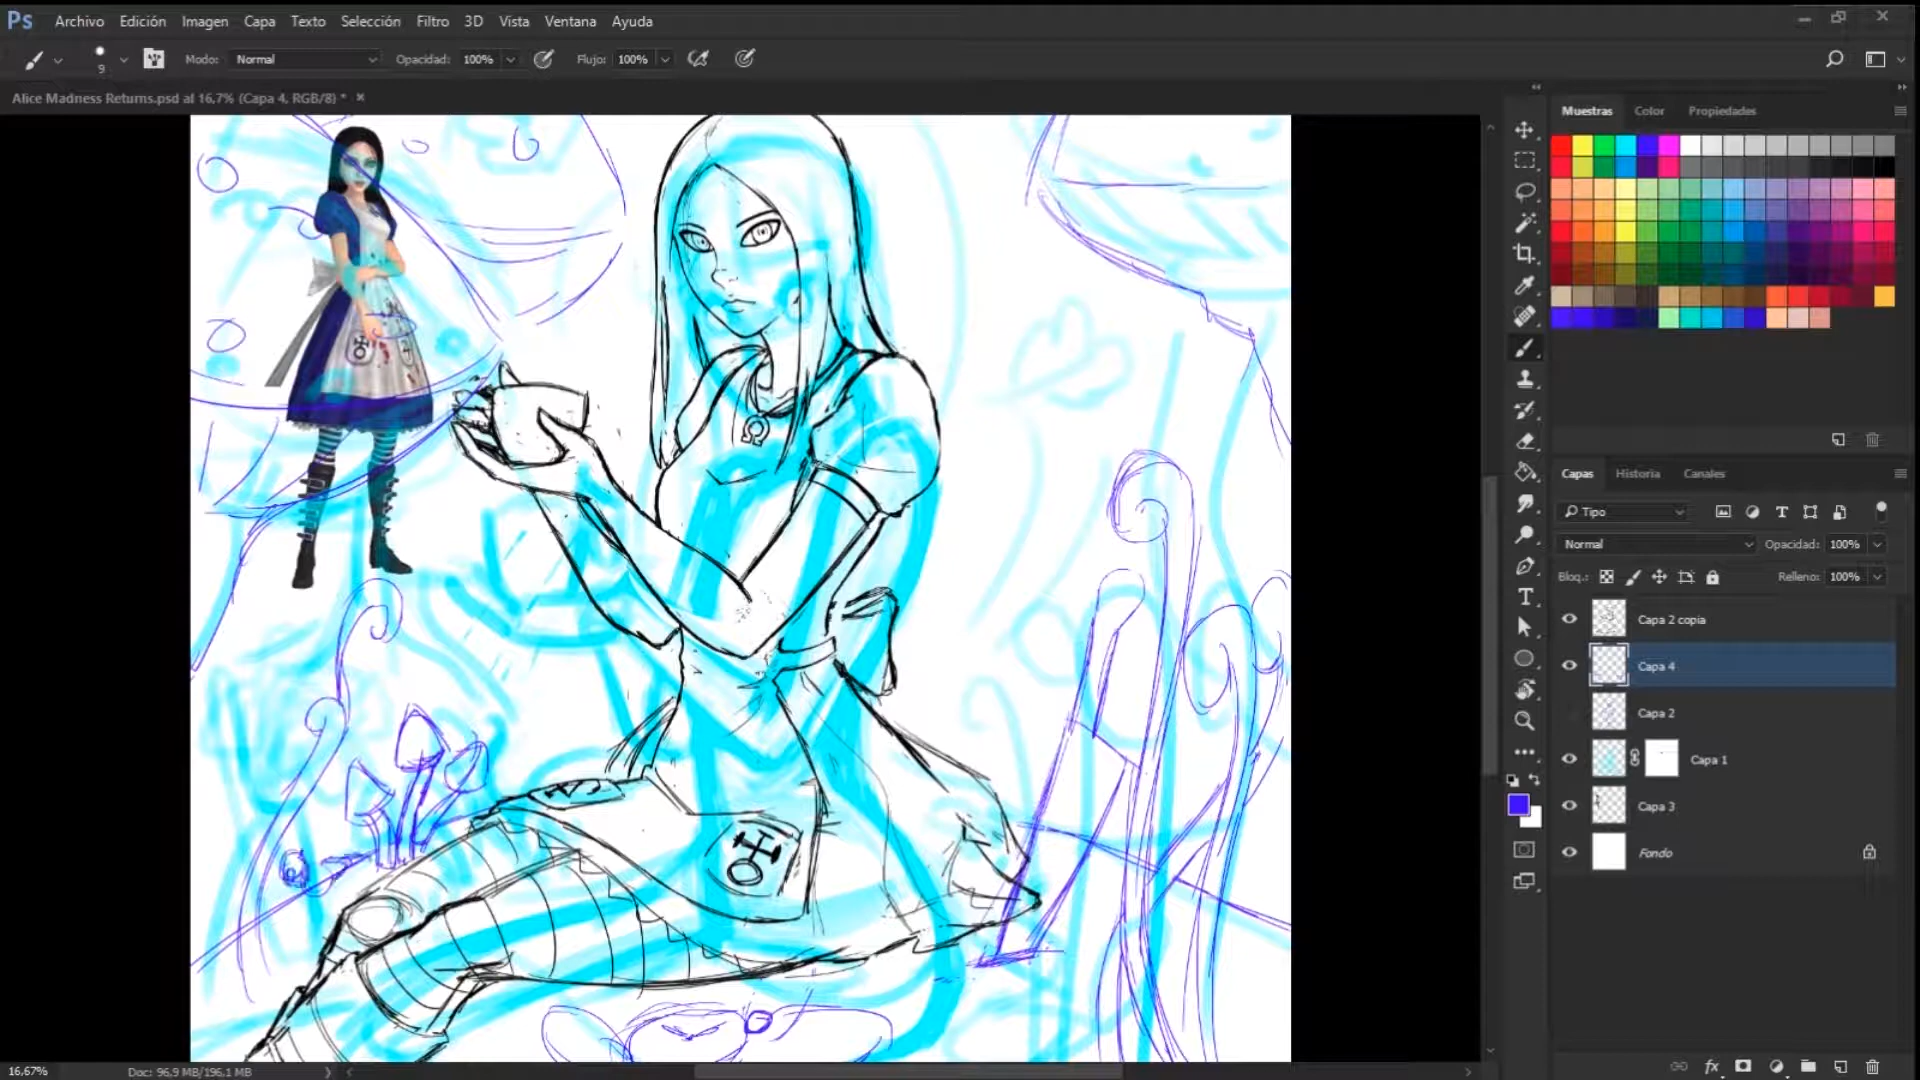 Ps Archivo Edición Imagen Capa Texto Selección Filtro 3D Vista Ventana Ayuda
9 Modo: Normal Opacidad: 100% Flujo: 100%
Alice Madness Returns.psd al 16,7% (Capa 4, RGB/8) * ×
Muestras Color Propiedades
Capas Historia Canales
Tipo
Normal Opacidad: 100%
Bloq.: Relleno: 100%
Capa 2 copia
Capa 4
Capa 2
Capa 1
Capa 3
Fondo
16,67% Doc: 96,9 MB/196,1 MB